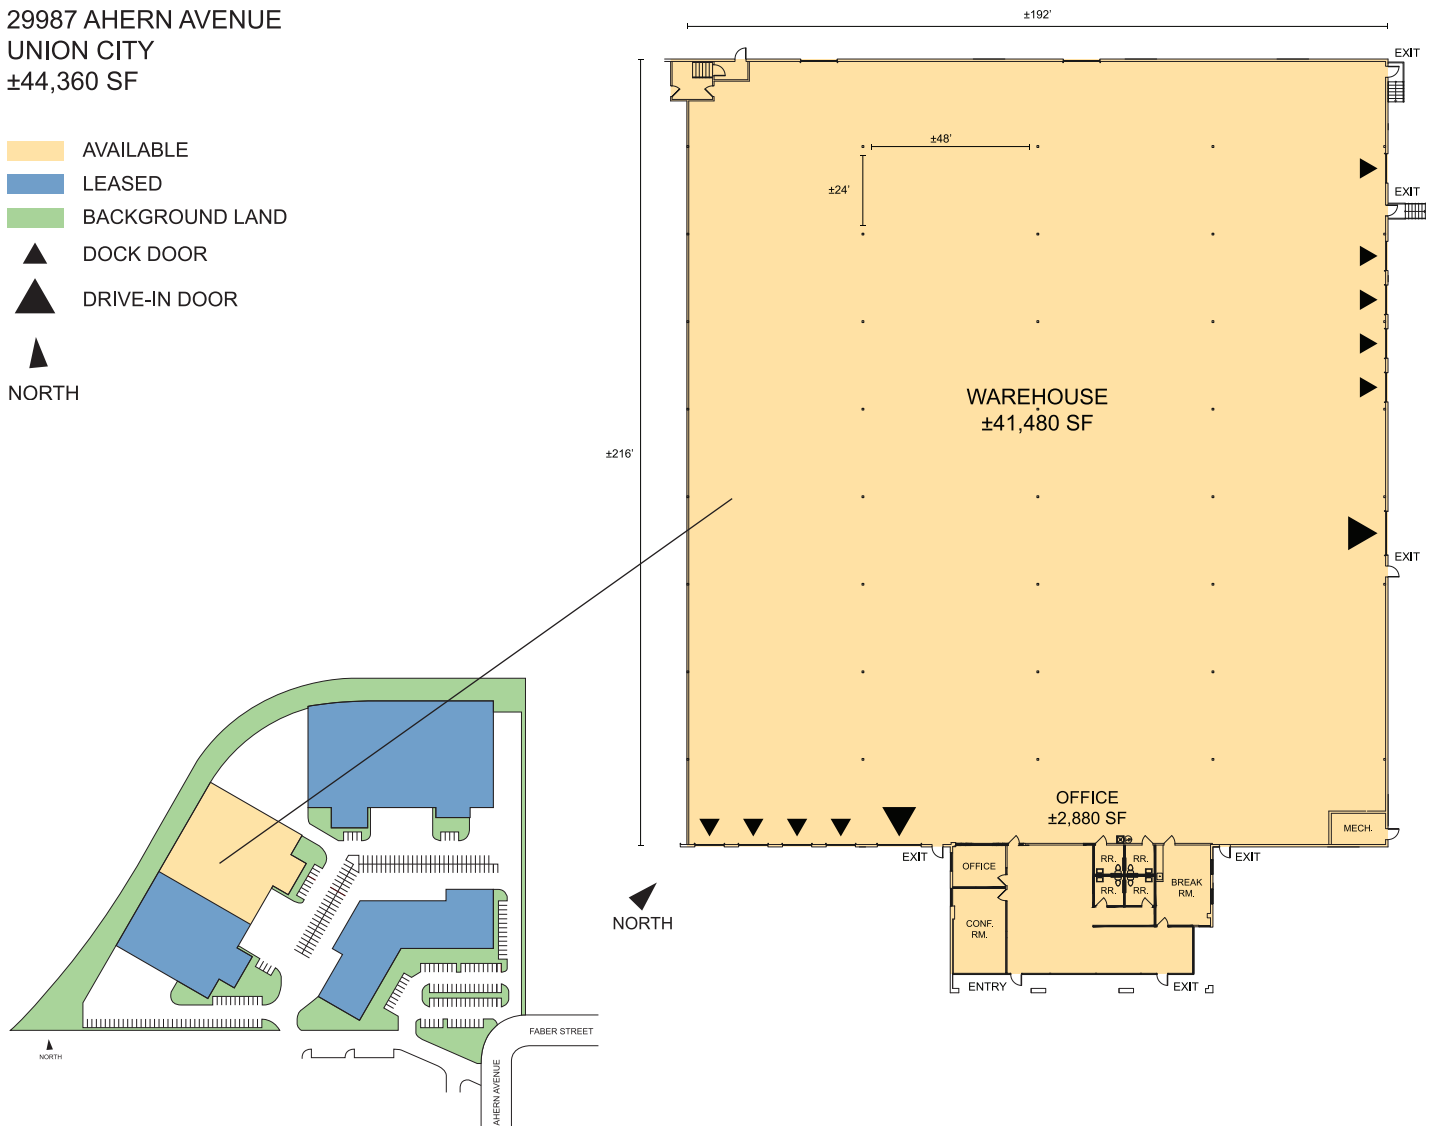 29987 AHERN AVENUE
UNION CITY
±44,360 SF
AVAILABLE
LEASED
BACKGROUND LAND
DOCK DOOR
DRIVE-IN DOOR
NORTH
±192'
EXIT
±48'
±24'
EXIT
WAREHOUSE
±41,480 SF
±216'
EXIT
OFFICE
±2,880 SF
MECH.
EXIT
EXIT
OFFICE
RR.
RR.
RR.
RR.
BREAK
RM.
CONF.
RM.
ENTRY
EXIT
NORTH
FABER STREET
AHERN AVENUE
NORTH